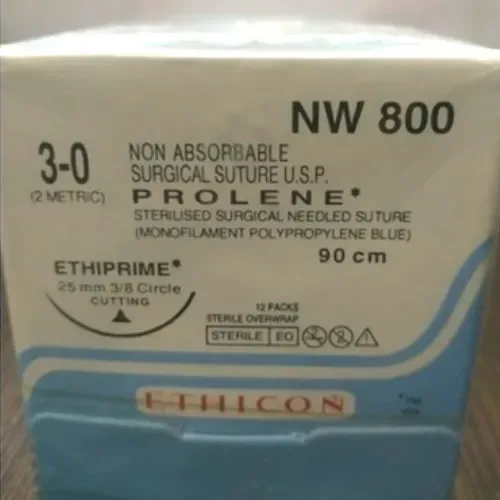 NW 800
3-0
(2 METRIC)
NON ABSORBABLE
SURGICAL SUTURE U.S.P.
PROLENE*
STERILISED SURGICAL NEEDLED SUTURE
(MONOFILAMENT POLYPROPYLENE BLUE)
90 cm
ETHIPRIME*
25 mm 3/8 Circle
CUTTING
12 PACKS
STERILE OVERWRAP
STERILE EO
ETHICON